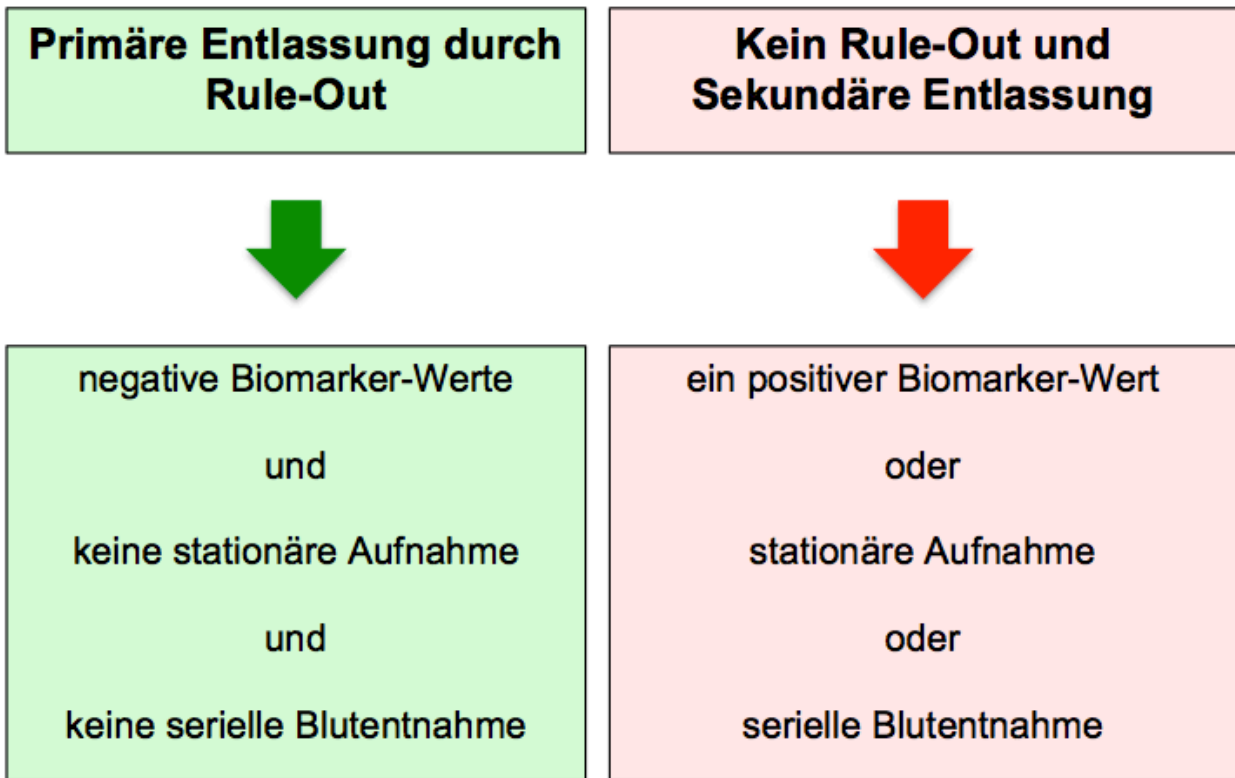 Primäre Entlassung durch
Rule-Out
Kein Rule-Out und
Sekundäre Entlassung
negative Biomarker-Werte
und
keine stationäre Aufnahme
und
keine serielle Blutentnahme
ein positiver Biomarker-Wert
oder
stationäre Aufnahme
oder
serielle Blutentnahme